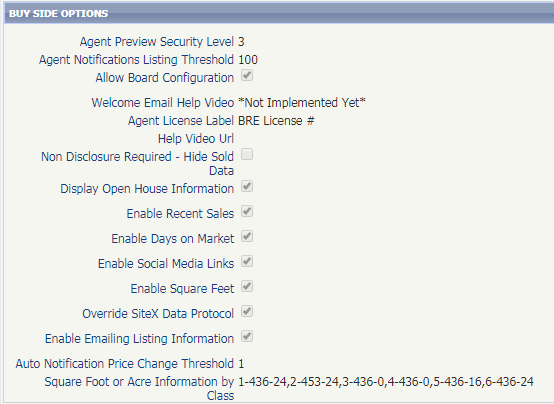 BUY SIDE OPTIONS
Agent Preview Security Level 3
Agent Notifications Listing Threshold 100
Allow Board Configuration
Welcome Email Help Video *Not Implemented Yet*
Agent License Label BRE License #
Help Video Url
Non Disclosure Required - Hide Sold
Data
Display Open House Information
Enable Recent Sales
Enable Days on Market
Enable Social Media Links
Enable Square Feet
Override SiteX Data Protocol
Enable Emailing Listing Information
Auto Notification Price Change Threshold 1
Square Foot or Acre Information by 1-436-24,2-453-24,3-436-0,4-436-0,5-436-16,6-436-24
Class